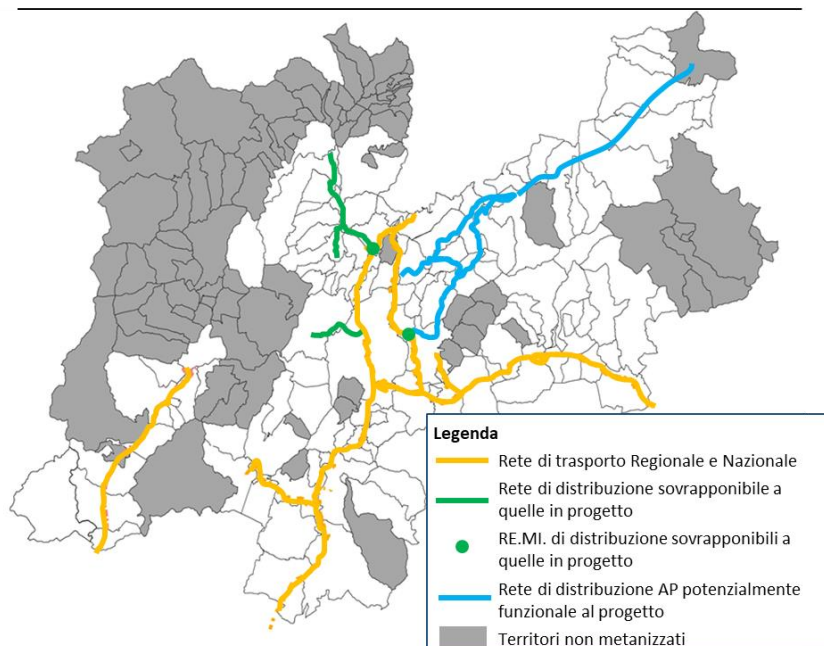 Legenda
Rete di trasporto Regionale e Nazionale
Rete di distribuzione sovrapponibile a
quelle in progetto
RE.MI. di distribuzione sovrapponibili a
quelle in progetto
Rete di distribuzione AP potenzialmente
funzionale al progetto
Territori non metanizzati